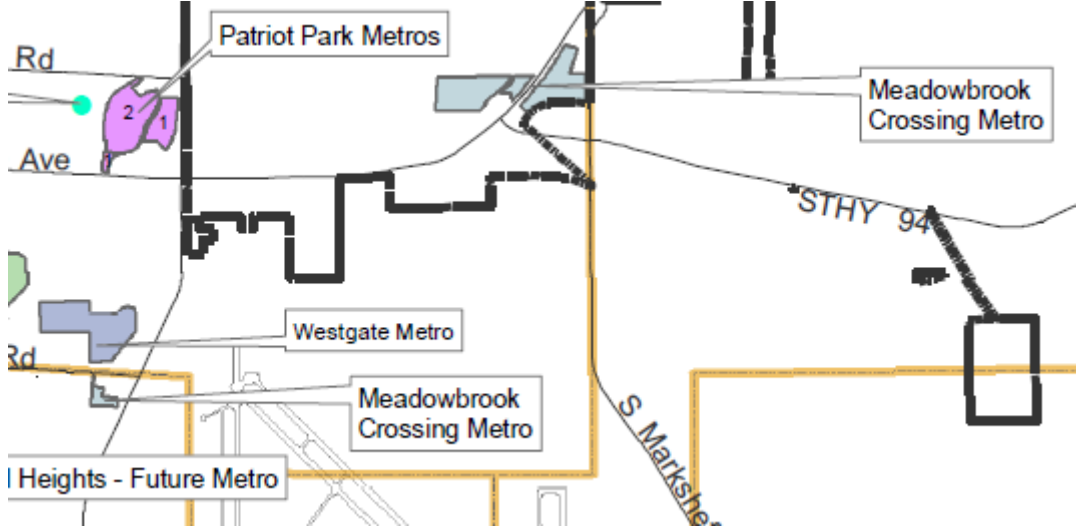 Patriot Park Metros
Rd
2
1
Meadowbrook
Crossing Metro
Ave
STHY 94
Westgate Metro
Rd
Meadowbrook
Crossing Metro
S Markshef
Heights - Future Metro